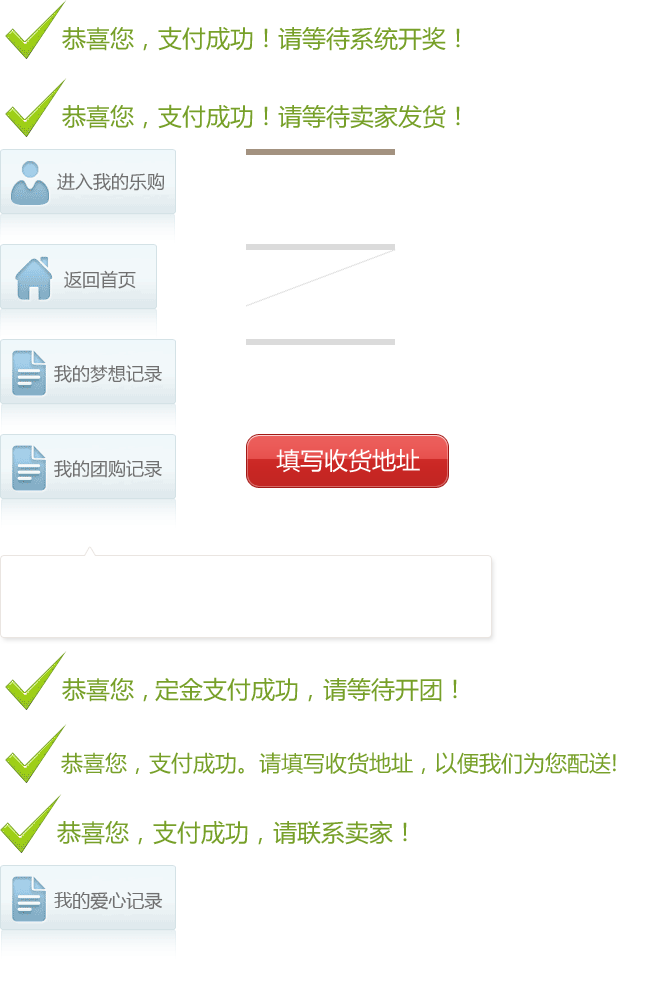 恭喜您，支付成功！请等待系统开奖！
恭喜您，支付成功！请等待卖家发货！
进入我的乐购
返回首页
我的梦想记录
我的团购记录
填写收货地址
恭喜您，定金支付成功，请等待开团！
恭喜您，支付成功。请填写收货地址，以便我们为您配送!
恭喜您，支付成功，请联系卖家！
我的爱心记录